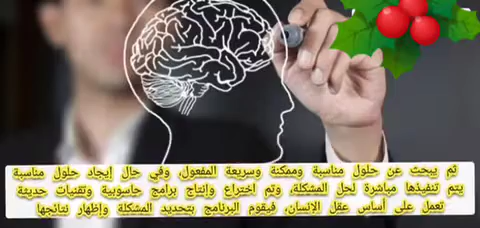 ثم يبحث عن حلول مناسبة وممكنة وسريعة المفعول وفي حال إيجاد حلول مناسبة
يتم تنفيذها مباشرة لحل المشكلة، وتم اختراع وإنتاج برامج حاسوبية وتقنيات حديثة
تعمل على أساس عقل الإنسان، فيقوم البرنامج بتحديد المشكلة وإظهار نتائجها